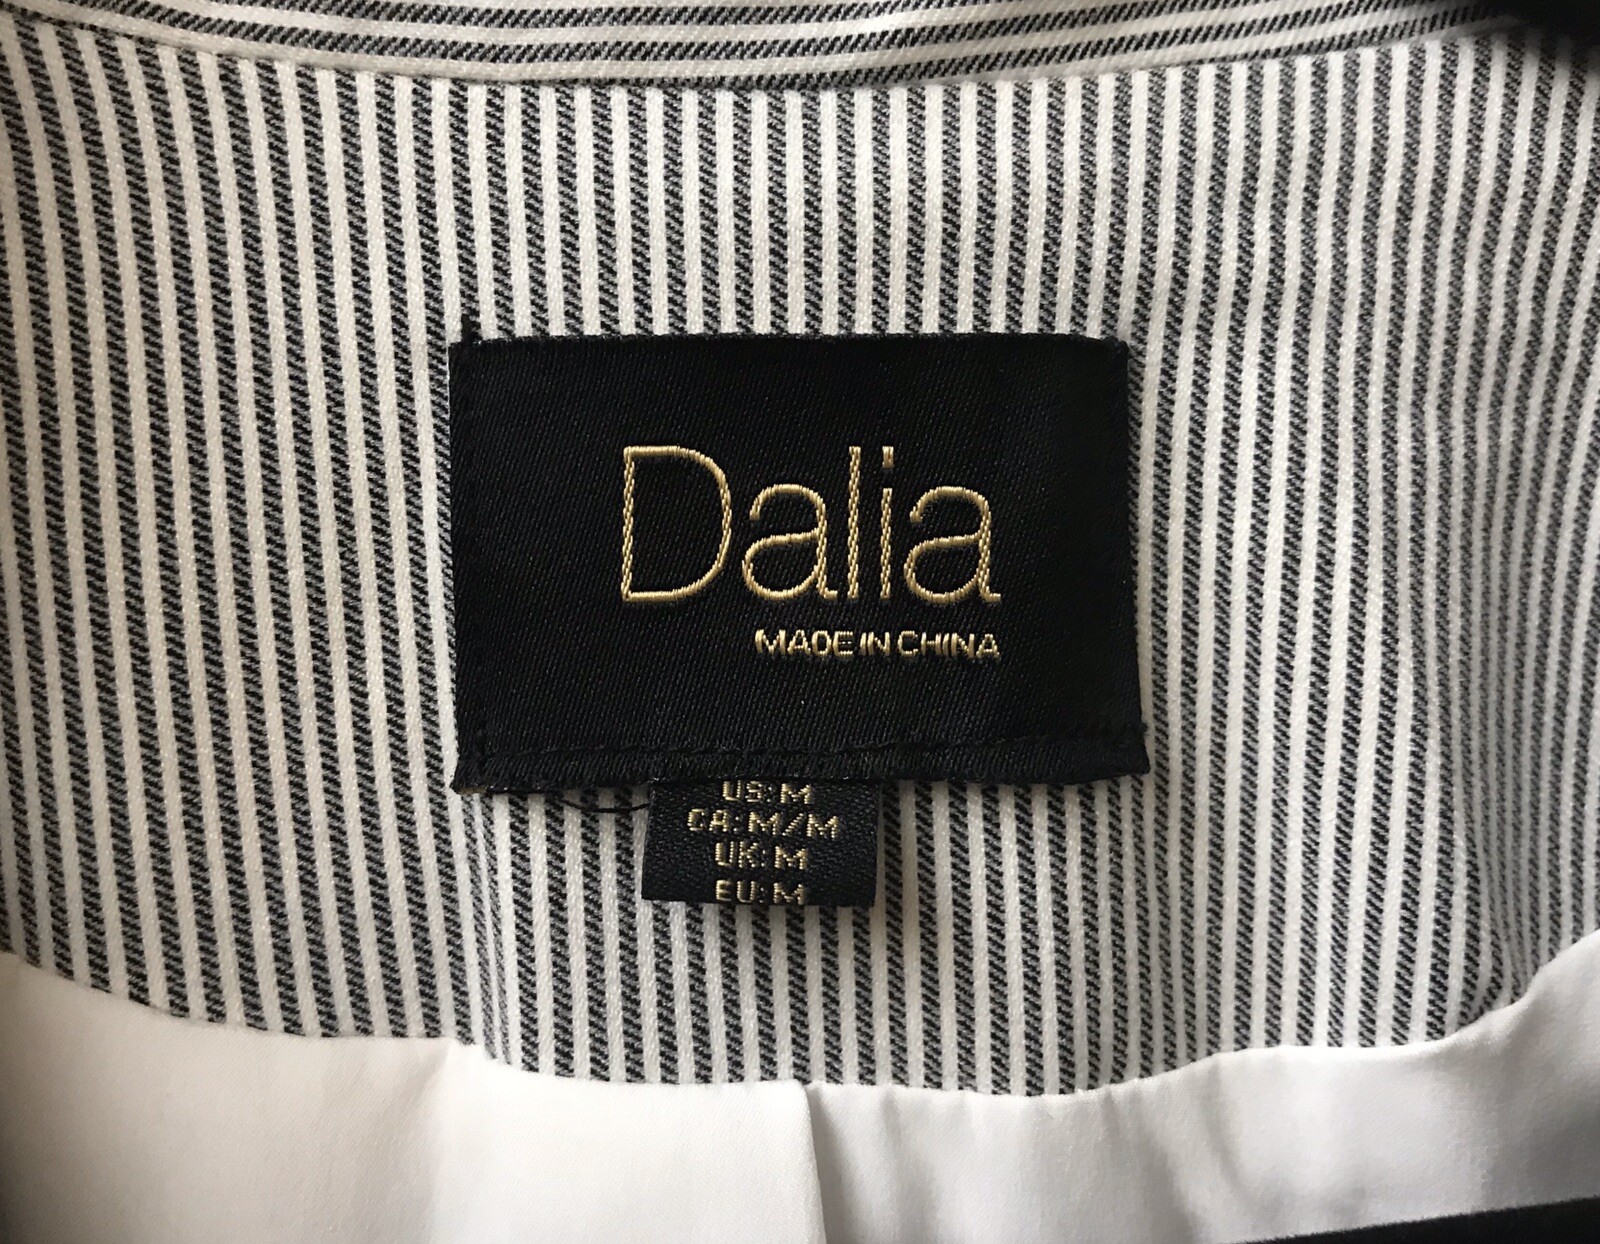 Dalia
MADE IN CHINA
US: M
CA: M/M
UK: M
EU: M